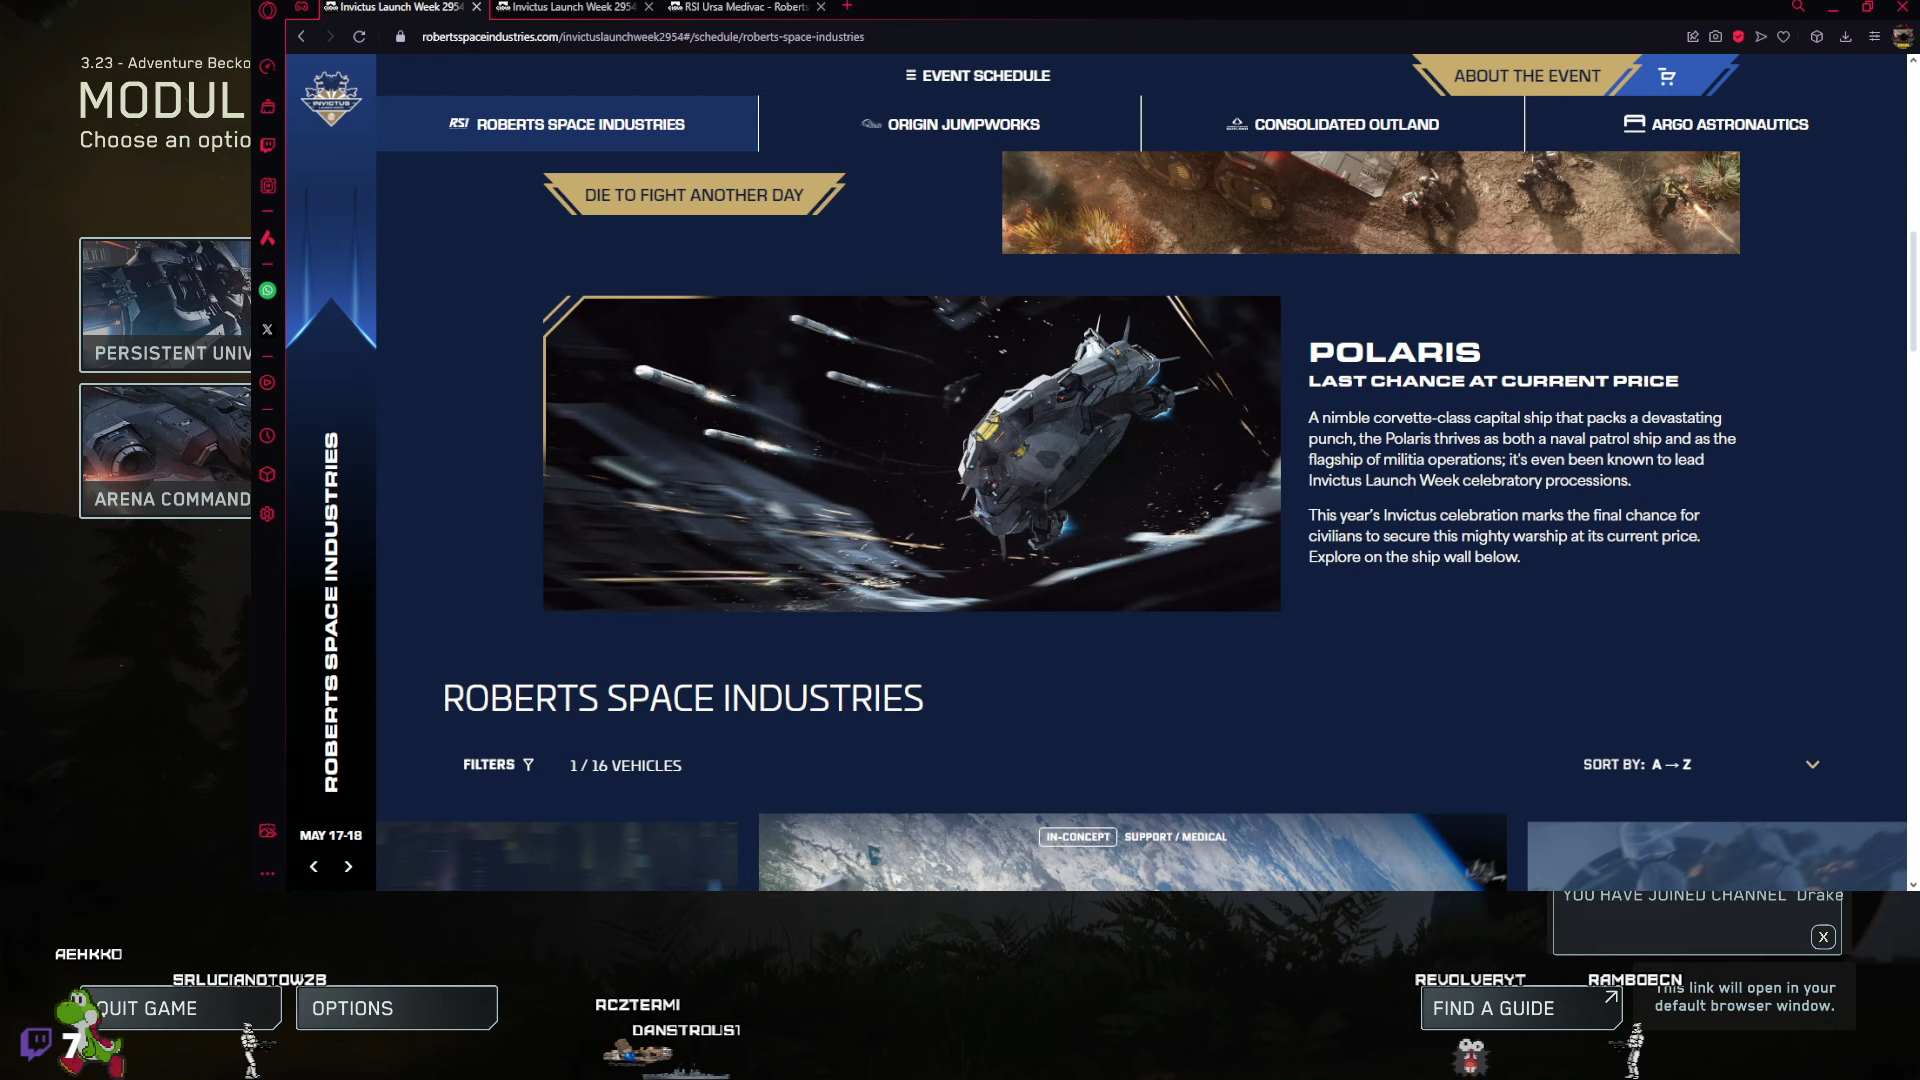 Invictus Launch Week 2954
Invictus Launch Week 2954
RSI Ursa Medivac - Roberts
robertsspaceindustries.com/invictuslaunchweek2954#/schedule/roberts-space-industries
3.23 - Adventure Becko
MODUL
Choose an optio
PERSISTENT UNIV
ARENA COMMAND
INVICTUS
EVENT SCHEDULE
ABOUT THE EVENT
RSI ROBERTS SPACE INDUSTRIES
ORIGIN JUMPWORKS
CONSOLIDATED OUTLAND
ARGO ASTRONAUTICS
DIE TO FIGHT ANOTHER DAY
POLARIS
LAST CHANCE AT CURRENT PRICE
A nimble corvette-class capital ship that packs a devastating
punch, the Polaris thrives as both a naval patrol ship and as the
flagship of militia operations; it's even been known to lead
Invictus Launch Week celebratory processions.
This year's Invictus celebration marks the final chance for
civilians to secure this mighty warship at its current price.
Explore on the ship wall below.
ROBERTS SPACE INDUSTRIES
ROBERTS SPACE INDUSTRIES
FILTERS
1 / 16 VEHICLES
SORT BY: A → Z
MAY 17-18
IN-CONCEPT
SUPPORT / MEDICAL
YOU HAVE JOINED CHANNEL Drake
X
AEHKKO
SRLUCIANOTOWZB
QUIT GAME
OPTIONS
RCZTERMI
DANSTROUS1
REVOLVERYT
RAMBOBCN
FIND A GUIDE
This link will open in your
default browser window.
7